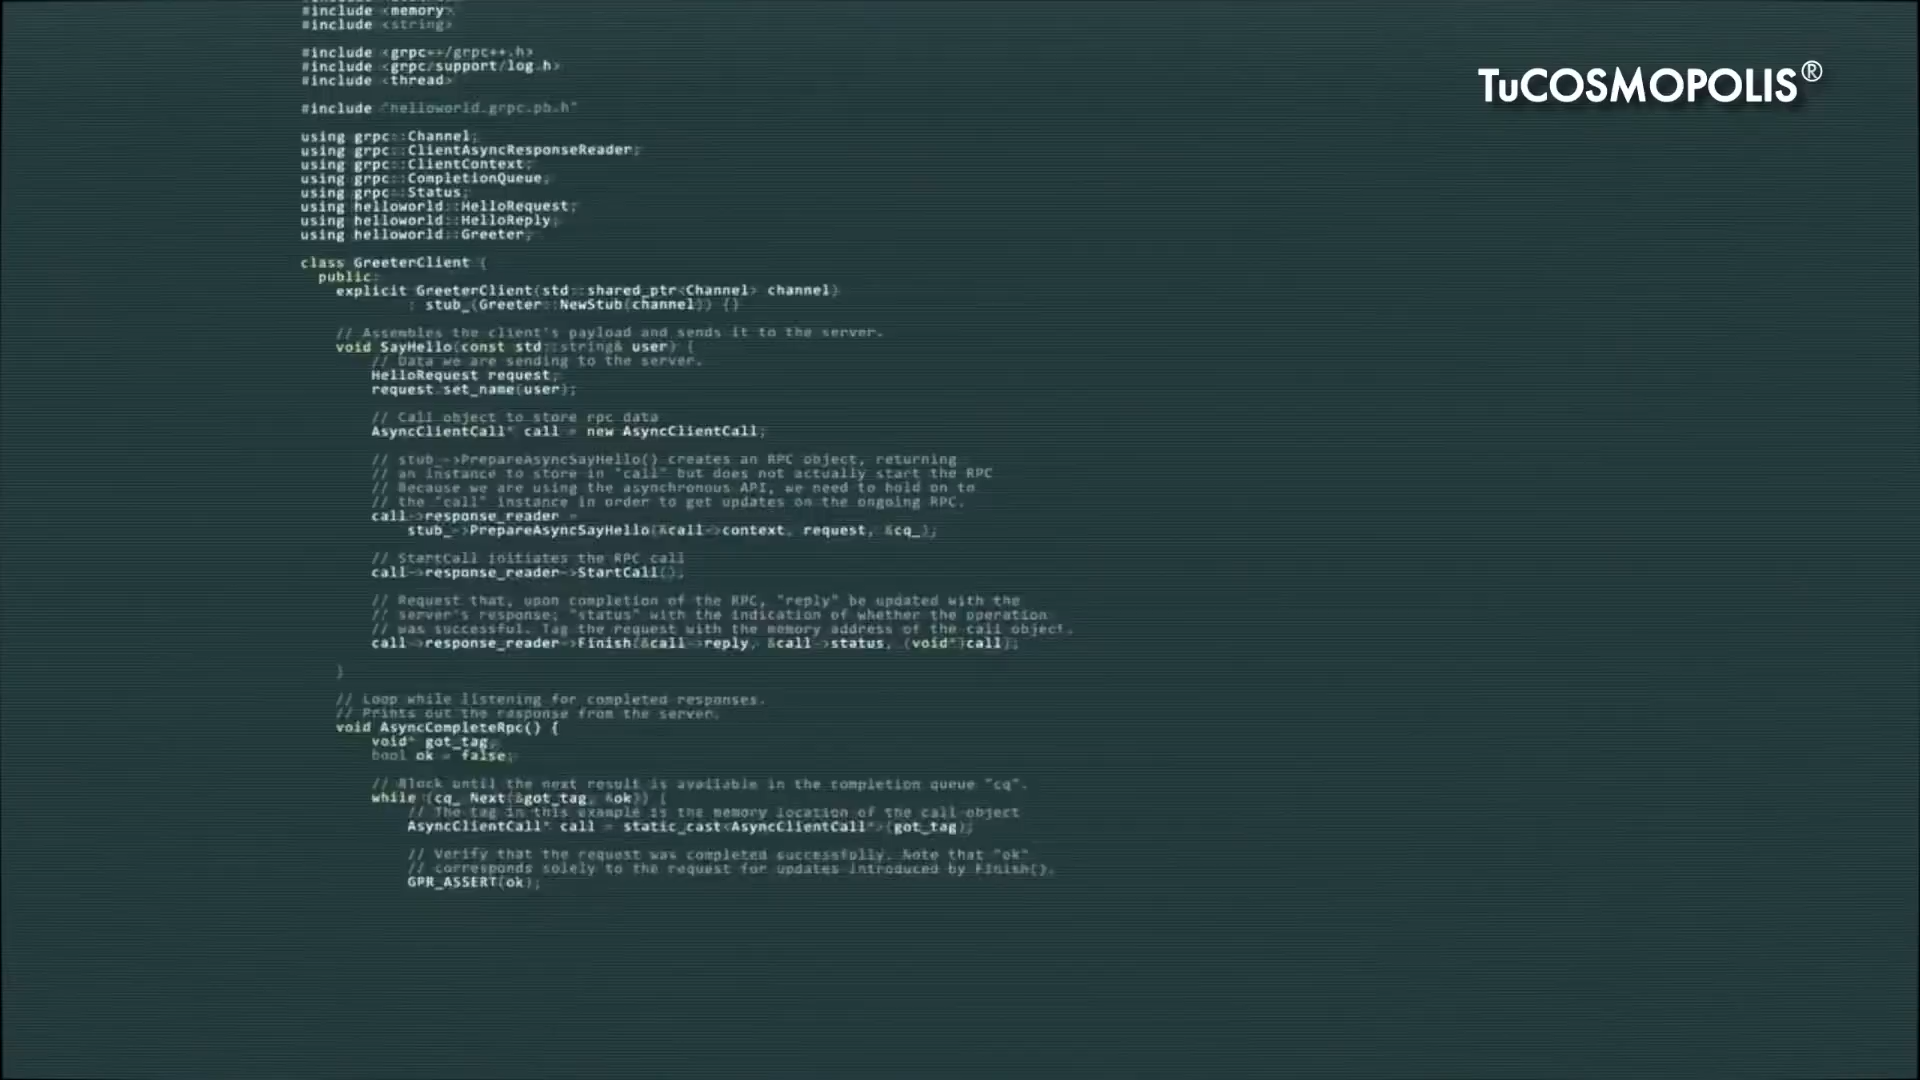 #include <memory>
#include <string>
#include <grpc++/grpc++.h>
#include <grpc/support/log.h>
#include <thread>
#include "helloworld.grpc.pb.h"
using grpc::Channel;
using grpc::ClientAsyncResponseReader;
using grpc::ClientContext;
using grpc::CompletionQueue;
using grpc::Status;
using helloworld::HelloRequest;
using helloworld::HelloReply;
using helloworld::Greeter;
class GreeterClient {
public:
explicit GreeterClient(std::shared_ptr<Channel> channel)
: stub_(Greeter::NewStub(channel)) {}
// Assembles the client's payload and sends it to the server.
void SayHello(const std::string& user) {
// Data we are sending to the server.
HelloRequest request;
request.set_name(user);
// Call object to store rpc data
AsyncClientCall* call = new AsyncClientCall;
// stub_->PrepareAsyncSayHello() creates an RPC object, returning
// an instance to store in "call" but does not actually start the RPC
// Because we are using the asynchronous API, we need to hold on to
// the "call" instance in order to get updates on the ongoing RPC.
call->response_reader =
stub_->PrepareAsyncSayHello(&call->context, request, &cq_);
// StartCall initiates the RPC call
call->response_reader->StartCall();
// Request that, upon completion of the RPC, "reply" be updated with the
// server's response; "status" with the indication of whether the operation
// was successful. Tag the request with the memory address of the call object.
call->response_reader->Finish(&call->reply, &call->status, (void*)call);
}
// Loop while listening for completed responses.
// Prints out the response from the server.
void AsyncCompleteRpc() {
void* got_tag;
bool ok = false;
// Block until the next result is available in the completion queue "cq".
while (cq_.Next(&got_tag, &ok)) {
// The tag in this example is the memory location of the call object
AsyncClientCall* call = static_cast<AsyncClientCall*>(got_tag);
// Verify that the request was completed successfully. Note that "ok"
// corresponds solely to the request for updates introduced by Finish().
GPR_ASSERT(ok);
TuCOSMOPOLIS®